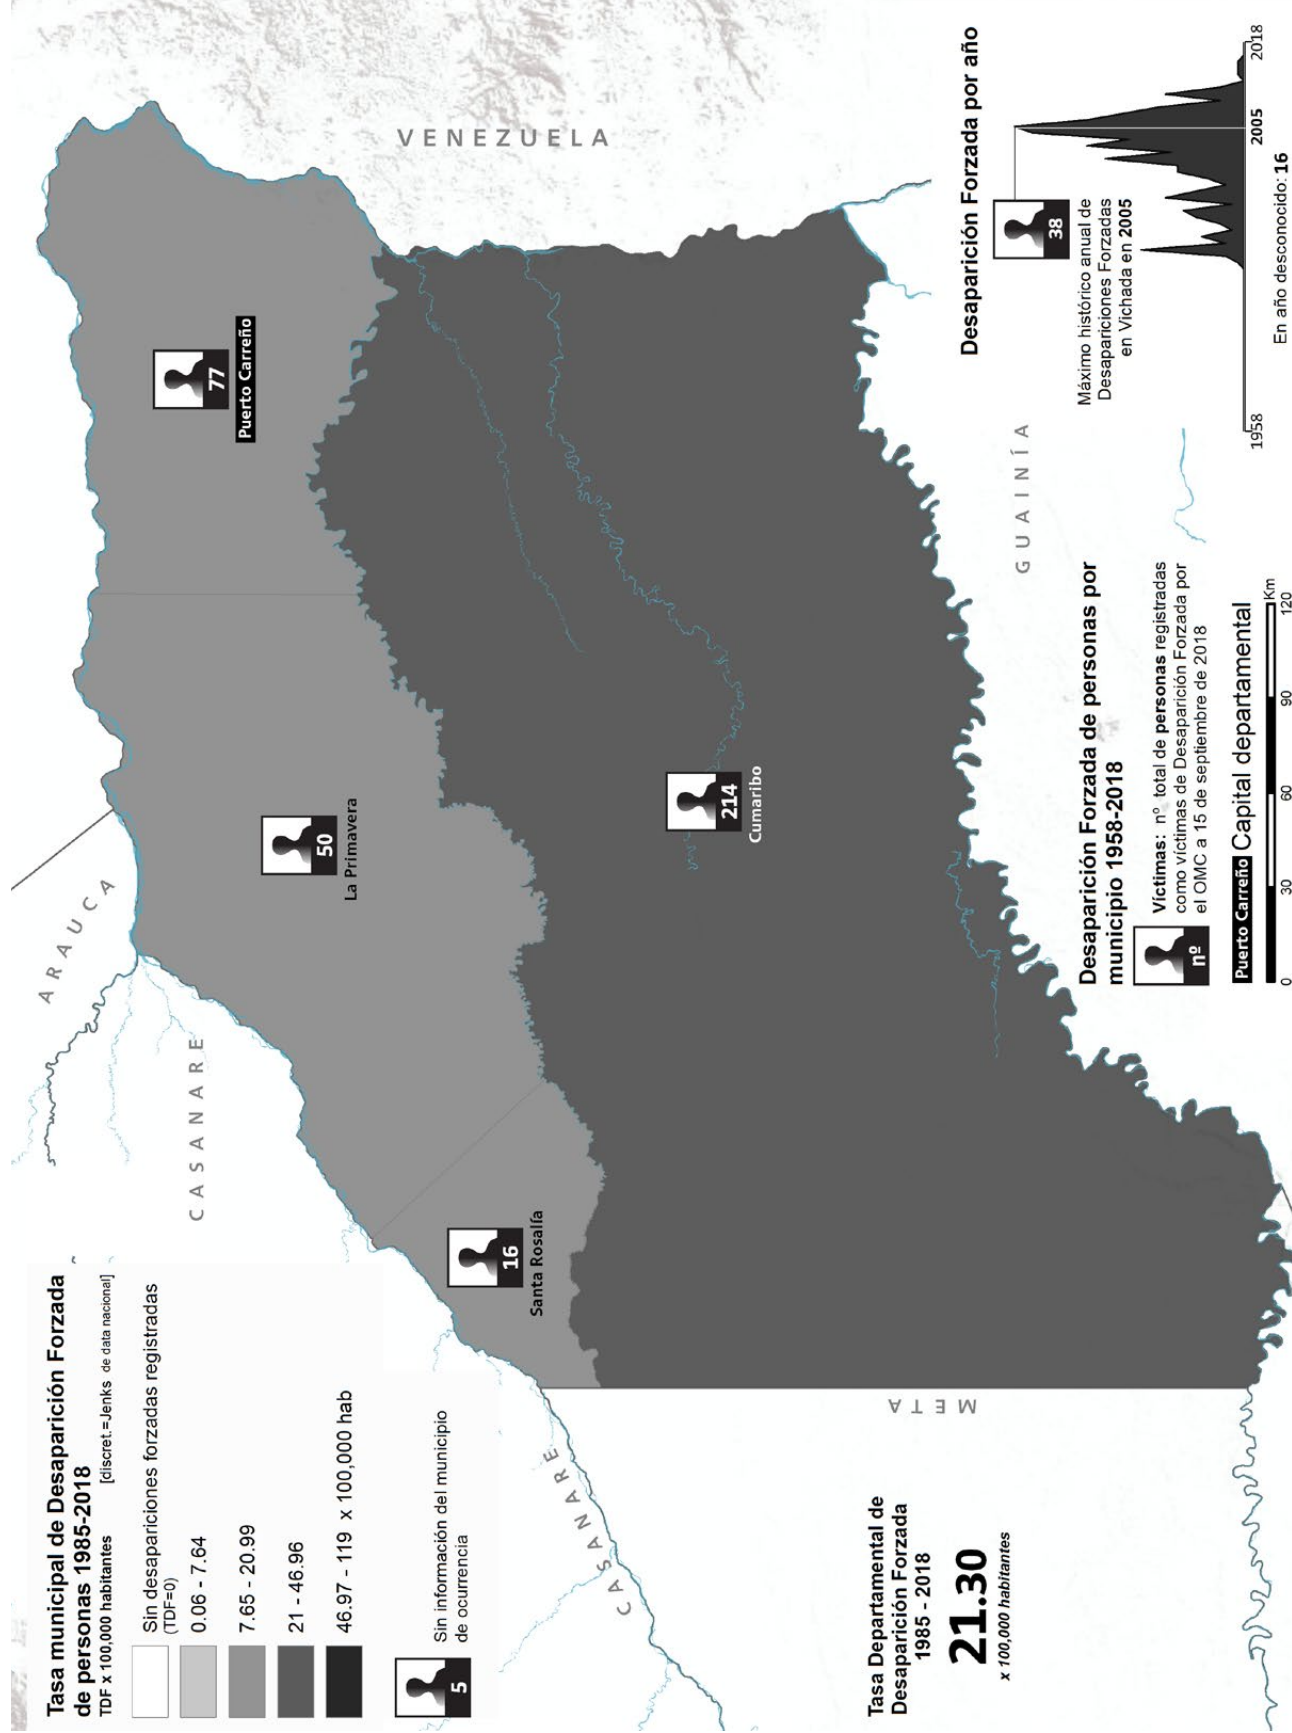 Tasa municipal de Desaparición Forzada
de personas 1985-2018
TDF x 100,000 habitantes
[discret.=Jenks de data nacional]
Sin desapariciones forzadas registradas
(TDF=0)
0.06 - 7.64
7.65 - 20.99
21 - 46.96
46.97 - 119 x 100,000 hab
5
Sin información del municipio
de ocurrencia
ARAUCA
CASANARE
CASANARE
VENEZUELA
META
GUAINÍA
77
Puerto Carreño
50
La Primavera
16
Santa Rosalía
214
Cumaribo
Tasa Departamental de
Desaparición Forzada
1985 - 2018
21.30
x 100,000 habitantes
Desaparición Forzada de personas por
municipio 1958-2018
nº
Víctimas: nº total de personas registradas
como víctimas de Desaparición Forzada por
el OMC a 15 de septiembre de 2018
Puerto Carreño Capital departamental
0 30 60 90 120 Km
Desaparición Forzada por año
38
Máximo histórico anual de
Desapariciones Forzadas
en Vichada en 2005
1958 2005 2018
En año desconocido: 16